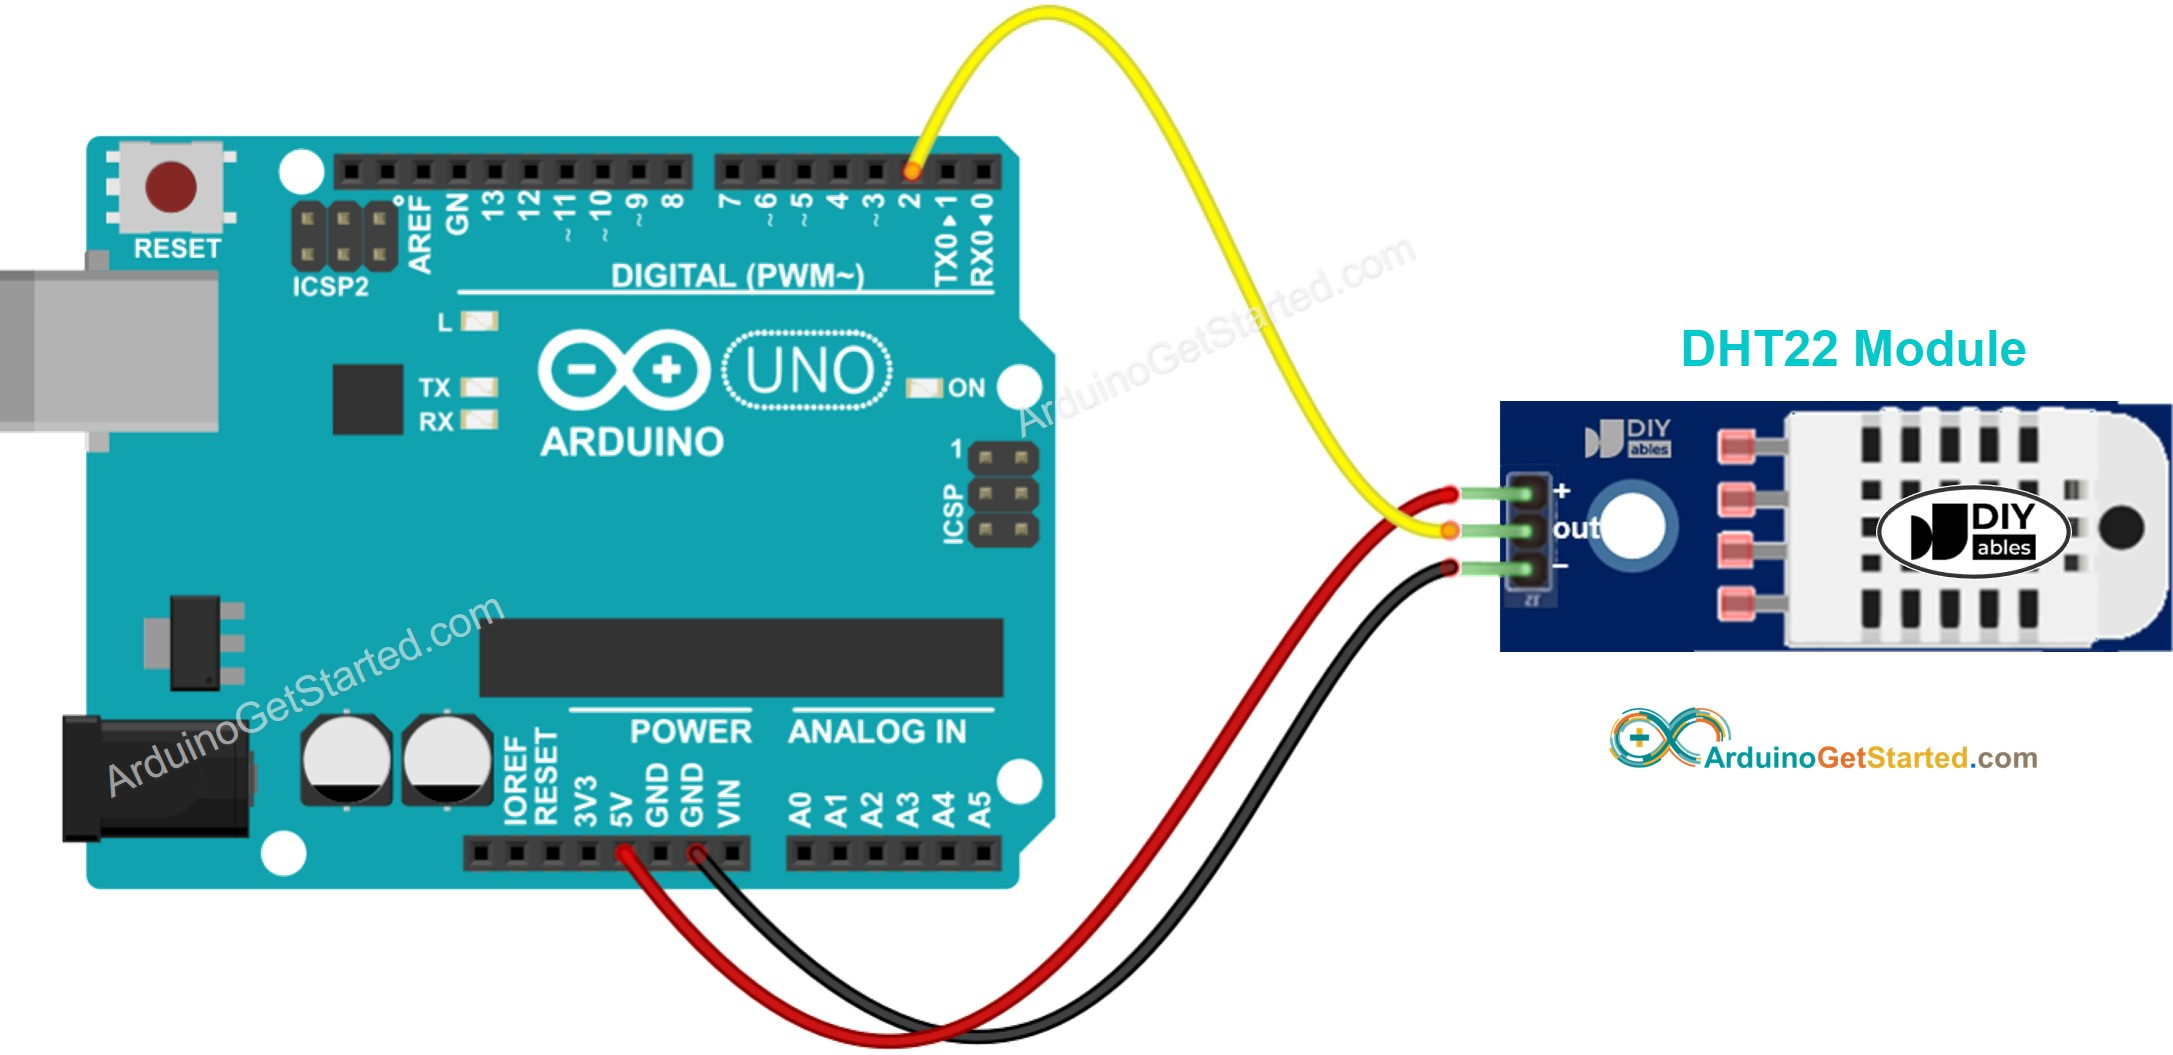 RESET
ICSP2
AREF
GN
13
12
~11
~10
~9
8
7
~6
~5
4
~3
2
TX0▶1
RX0◀0
DIGITAL (PWM~)
L
TX
RX
UNO
ON
ARDUINO
1
ICSP
ArduinoGetStarted.com
DHT22 Module
DIY
ables
+
out
−
J2
DIY
ables
ArduinoGetStarted.com
ArduinoGetStarted.com
POWER
ANALOG IN
IOREF
RESET
3V3
5V
GND
GND
VIN
A0
A1
A2
A3
A4
A5